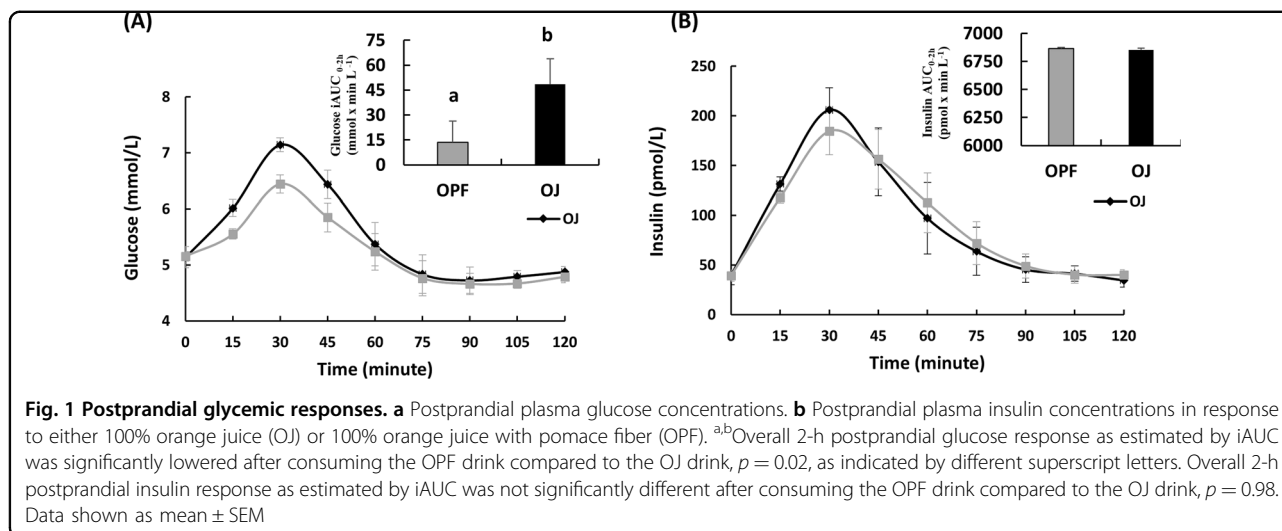 (A)
Glucose (mmol/L)
8
7
6
5
4
0 15 30 45 60 75 90 105 120
Time (minute)
Glucose iAUC 0-2h
(mmol x min L -1)
75
60
45
30
15
0
a
b
OPF OJ
OJ
(B)
Insulin (pmol/L)
250
200
150
100
50
0
0 15 30 45 60 75 90 105 120
Time (minute)
Insulin AUC0-2h
(pmol x min L-1)
7000
6750
6500
6250
6000
OPF OJ
OJ
Fig. 1 Postprandial glycemic responses. a Postprandial plasma glucose concentrations. b Postprandial plasma insulin concentrations in response
to either 100% orange juice (OJ) or 100% orange juice with pomace fiber (OPF). a,bOverall 2-h postprandial glucose response as estimated by iAUC
was significantly lowered after consuming the OPF drink compared to the OJ drink, p = 0.02, as indicated by different superscript letters. Overall 2-h
postprandial insulin response as estimated by iAUC was not significantly different after consuming the OPF drink compared to the OJ drink, p = 0.98.
Data shown as mean ± SEM